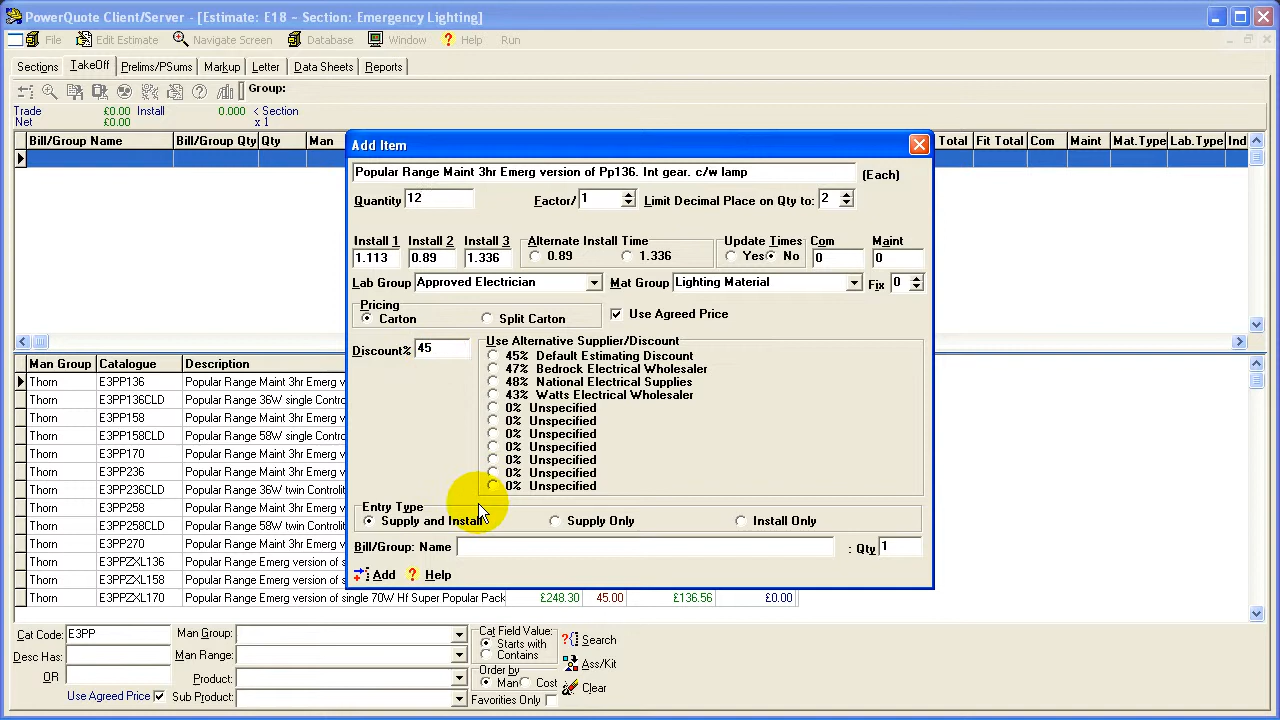 PowerQuote Client/Server - [Estimate: E18 - Section: Emergency Lighting]
File Edit Estimate Navigate Screen Database Window Help Run
Sections TakeOff Prelims/PSums Markup Letter Data Sheets Reports
Group:
Trade £0.00 Install 0.000 < Section
Net £0.00 x 1
Bill/Group Name Bill/Group Qty Qty Man Total Fit Total Com Maint Mat.Type Lab.Type Ind
Add Item
Popular Range Maint 3hr Emerg version of Pp136. Int gear. c/w lamp (Each)
Quantity 12 Factor/ 1 Limit Decimal Place on Qty to: 2
Install 1 Install 2 Install 3 Alternate Install Time Update Times Com Maint
1.113 0.89 1.336 0.89 1.336 Yes No 0 0
Lab Group Approved Electrician Mat Group Lighting Material Fix 0
Pricing
Carton Split Carton Use Agreed Price
Discount% 45 Use Alternative Supplier/Discount
45% Default Estimating Discount
47% Bedrock Electrical Wholesaler
48% National Electrical Supplies
43% Watts Electrical Wholesaler
0% Unspecified
0% Unspecified
0% Unspecified
0% Unspecified
0% Unspecified
0% Unspecified
0% Unspecified
Entry Type
Supply and Install Supply Only Install Only
Bill/Group: Name : Qty 1
Add Help
Man Group Catalogue Description
Thorn E3PP136 Popular Range Maint 3hr Emerg v
Thorn E3PP136CLD Popular Range 36W single Control
Thorn E3PP158 Popular Range Maint 3hr Emerg v
Thorn E3PP158CLD Popular Range 58W single Control
Thorn E3PP170 Popular Range Maint 3hr Emerg v
Thorn E3PP236 Popular Range Maint 3hr Emerg v
Thorn E3PP236CLD Popular Range 36W twin Controlit
Thorn E3PP258 Popular Range Maint 3hr Emerg v
Thorn E3PP258CLD Popular Range 58W twin Controlit
Thorn E3PP270 Popular Range Maint 3hr Emerg v
Thorn E3PPZXL136 Popular Range Emerg version of s
Thorn E3PPZXL158 Popular Range Emerg version of s
Thorn E3PPZXL170 Popular Range Emerg version of single 70W Hf Super Popular Pack £248.30 45.00 £136.56 £0.00
Cat Code: E3PP Man Group: Cat Field Value: Search
Desc Has: Man Range: Starts with Contains Ass/Kit
OR Product: Order by Man Cost Clear
Use Agreed Price Sub Product: Favorities Only